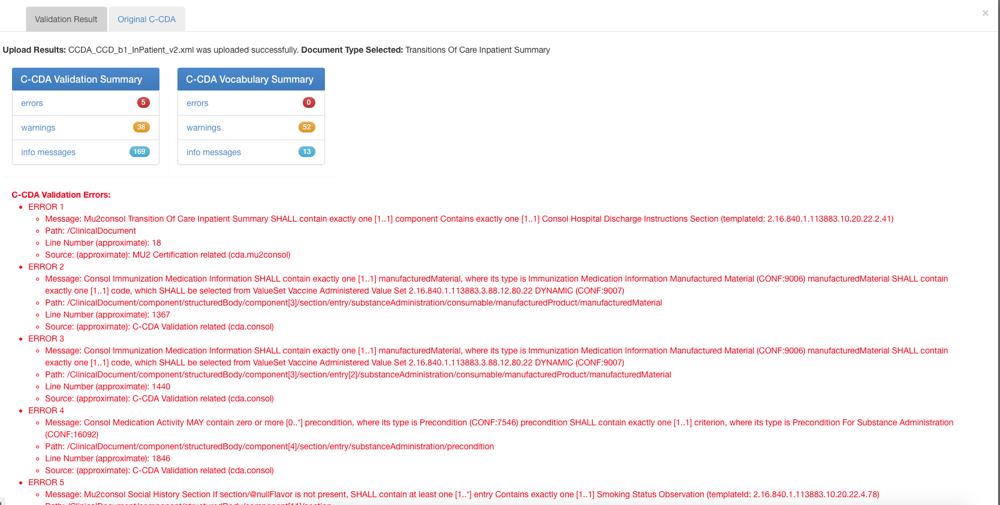 Validation Result
Original C-CDA
×
Upload Results: CCDA_CCD_b1_InPatient_v2.xml was uploaded successfully. Document Type Selected: Transitions Of Care Inpatient Summary
C-CDA Validation Summary
errors 5
warnings 38
info messages 169
C-CDA Vocabulary Summary
errors 0
warnings 52
info messages 13
C-CDA Validation Errors:
ERROR 1
Message: Mu2consol Transition Of Care Inpatient Summary SHALL contain exactly one [1..1] component Contains exactly one [1..1] Consol Hospital Discharge Instructions Section (templateId: 2.16.840.1.113883.10.20.22.2.41)
Path: /ClinicalDocument
Line Number (approximate): 18
Source: (approximate): MU2 Certification related (cda.mu2consol)
ERROR 2
Message: Consol Immunization Medication Information SHALL contain exactly one [1..1] manufacturedMaterial, where its type is Immunization Medication Information Manufactured Material (CONF:9006) manufacturedMaterial SHALL contain
exactly one [1..1] code, which SHALL be selected from ValueSet Vaccine Administered Value Set 2.16.840.1.113883.3.88.12.80.22 DYNAMIC (CONF:9007)
Path: /ClinicalDocument/component/structuredBody/component[3]/section/entry/substanceAdministration/consumable/manufacturedProduct/manufacturedMaterial
Line Number (approximate): 1367
Source: (approximate): C-CDA Validation related (cda.consol)
ERROR 3
Message: Consol Immunization Medication Information SHALL contain exactly one [1..1] manufacturedMaterial, where its type is Immunization Medication Information Manufactured Material (CONF:9006) manufacturedMaterial SHALL contain
exactly one [1..1] code, which SHALL be selected from ValueSet Vaccine Administered Value Set 2.16.840.1.113883.3.88.12.80.22 DYNAMIC (CONF:9007)
Path: /ClinicalDocument/component/structuredBody/component[3]/section/entry[2]/substanceAdministration/consumable/manufacturedProduct/manufacturedMaterial
Line Number (approximate): 1440
Source: (approximate): C-CDA Validation related (cda.consol)
ERROR 4
Message: Consol Medication Activity MAY contain zero or more [0..*] precondition, where its type is Precondition (CONF:7546) precondition SHALL contain exactly one [1..1] criterion, where its type is Precondition For Substance Administration
(CONF:16092)
Path: /ClinicalDocument/component/structuredBody/component[4]/section/entry/substanceAdministration/precondition
Line Number (approximate): 1846
Source: (approximate): C-CDA Validation related (cda.consol)
ERROR 5
Message: Mu2consol Social History Section If section/@nullFlavor is not present, SHALL contain at least one [1..*] entry Contains exactly one [1..1] Smoking Status Observation (templateId: 2.16.840.1.113883.10.20.22.4.78)
Path: /ClinicalDocument/component/structuredBody/component[11]/section